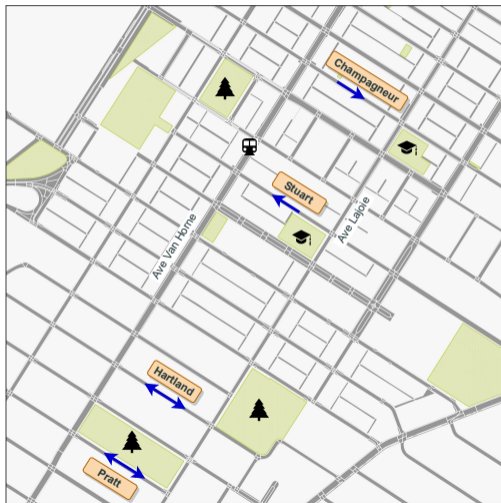 Champagneur
Stuart
Ave Lajoie
Ave Van Horne
Hartland
Pratt